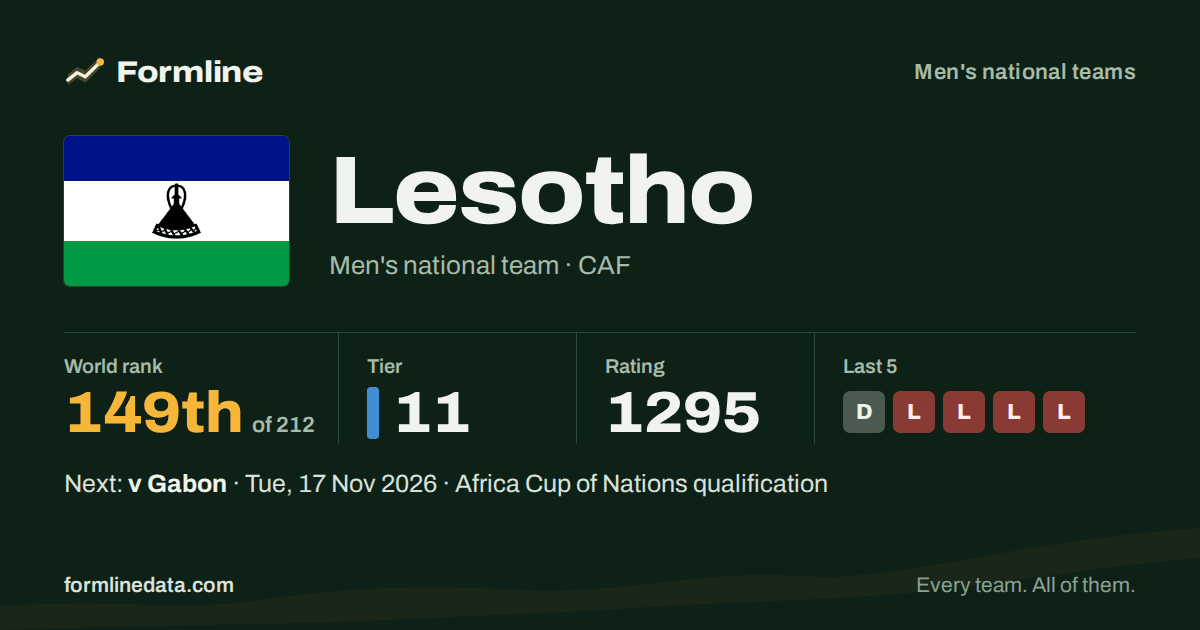 Formline
Men's national teams
Lesotho
Men's national team · CAF
World rank
149th of 212
Tier
11
Rating
1295
Last 5
D L L L L
Next: v Gabon · Tue, 17 Nov 2026 · Africa Cup of Nations qualification
formlinedata.com
Every team. All of them.